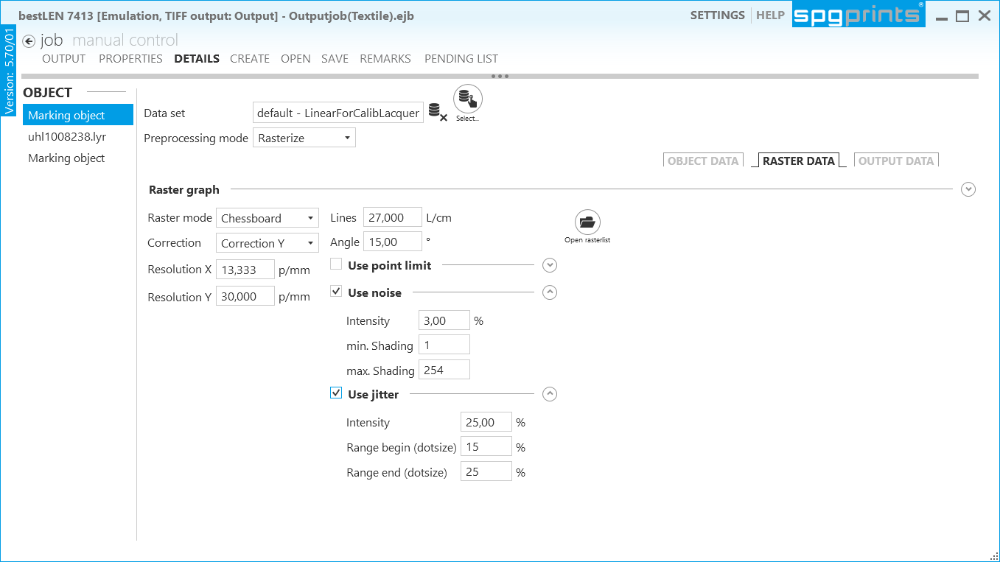 bestLEN 7413 [Emulation, TIFF output: Output] - Outputjob(Textile).ejb
SETTINGS HELP spgprints®
Version: 5.70/01
job manual control
OUTPUT PROPERTIES DETAILS CREATE OPEN SAVE REMARKS PENDING LIST
OBJECT
Marking object
uhl1008238.lyr
Marking object
Data set default - LinearForCalibLacquer Select...
Preprocessing mode Rasterize
OBJECT DATA RASTER DATA OUTPUT DATA
Raster graph
Raster mode Chessboard Lines 27,000 L/cm
Open rasterlist
Correction Correction Y Angle 15,00 °
Resolution X 13,333 p/mm Use point limit
Resolution Y 30,000 p/mm Use noise
Intensity 3,00 %
min. Shading 1
max. Shading 254
Use jitter
Intensity 25,00 %
Range begin (dotsize) 15 %
Range end (dotsize) 25 %